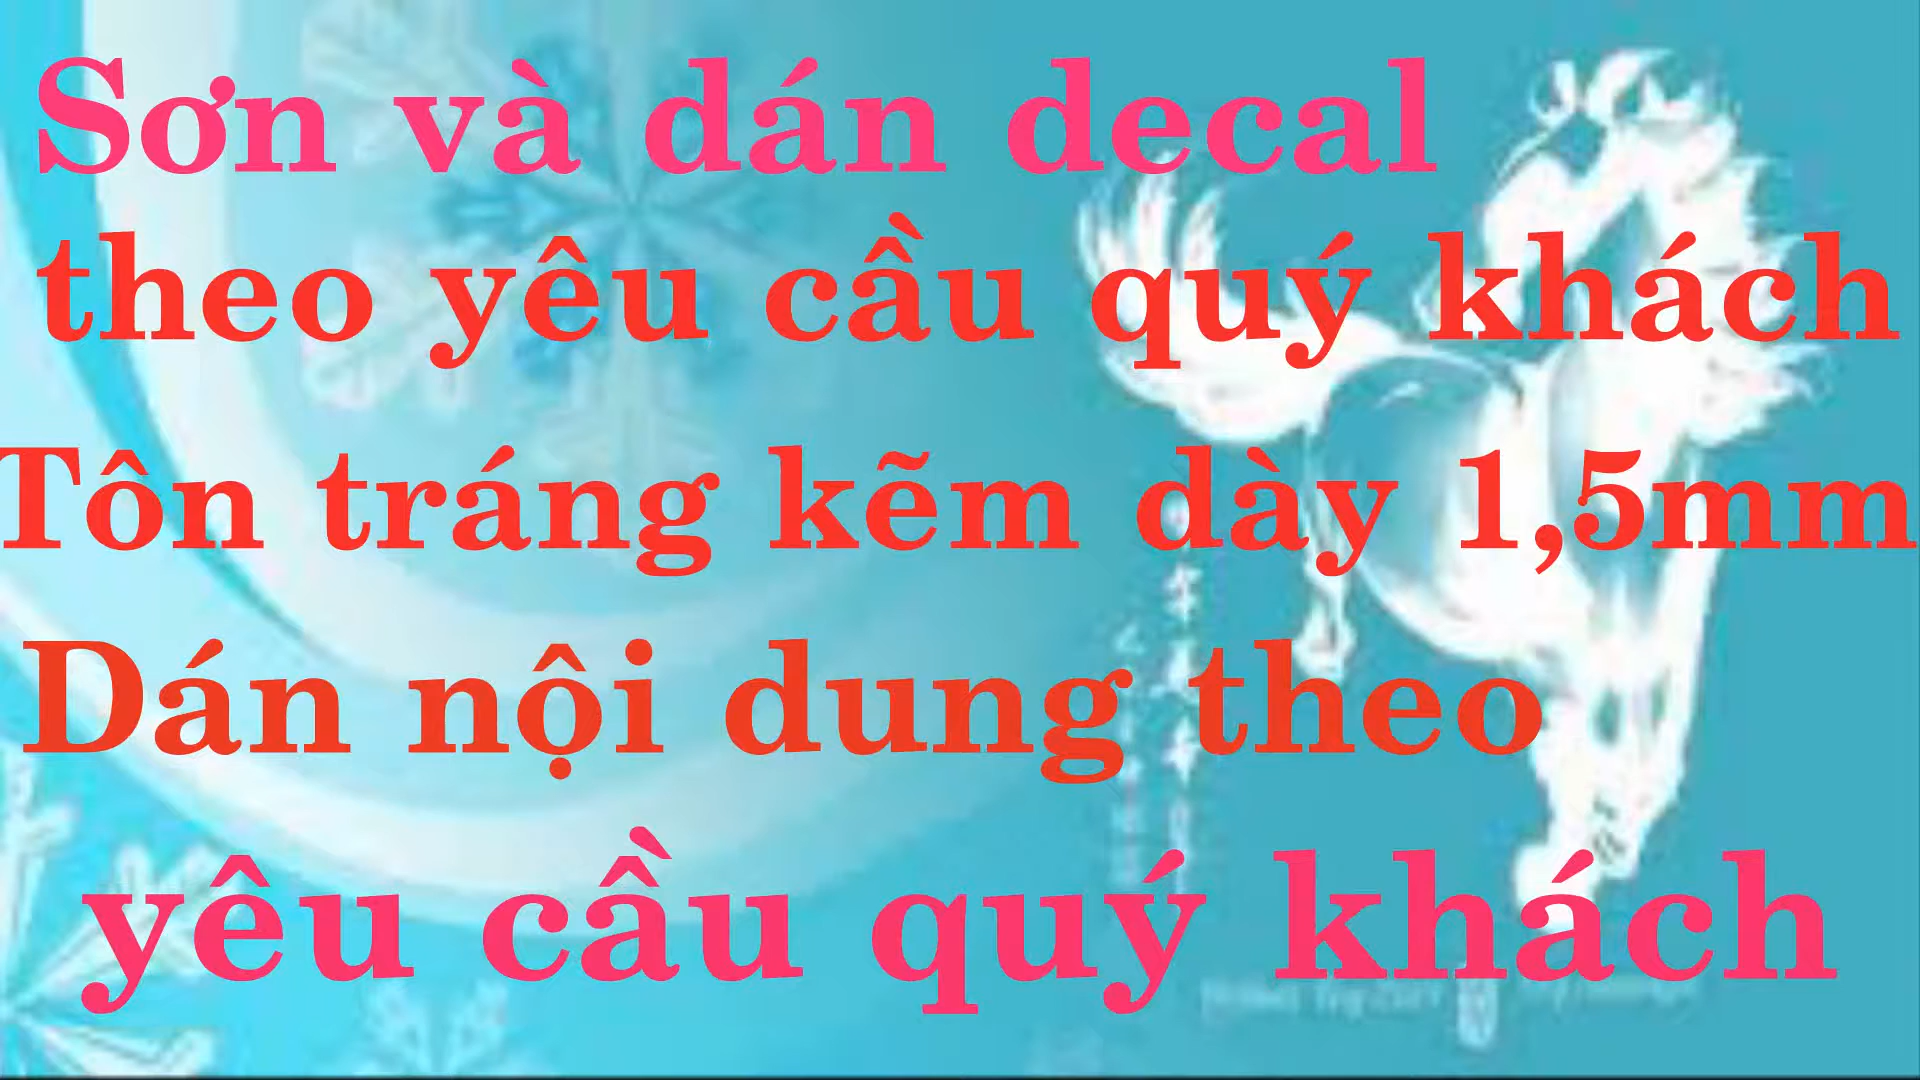 Sơn và dán decal
theo yêu cầu quý khách
Tôn tráng kẽm dày 1,5mm
Dán nội dung theo
yêu cầu quý khách